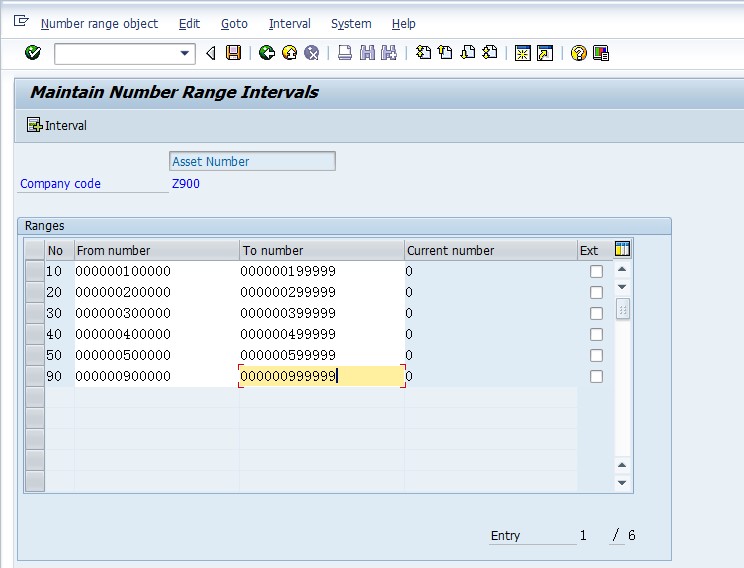 Number range object Edit Goto Interval System Help
Maintain Number Range Intervals
Interval
Asset Number
Company code Z900
Ranges
No From number To number Current number Ext
10 000000100000 000000199999 0
20 000000200000 000000299999 0
30 000000300000 000000399999 0
40 000000400000 000000499999 0
50 000000500000 000000599999 0
90 000000900000 000000999999 0
Entry 1 / 6